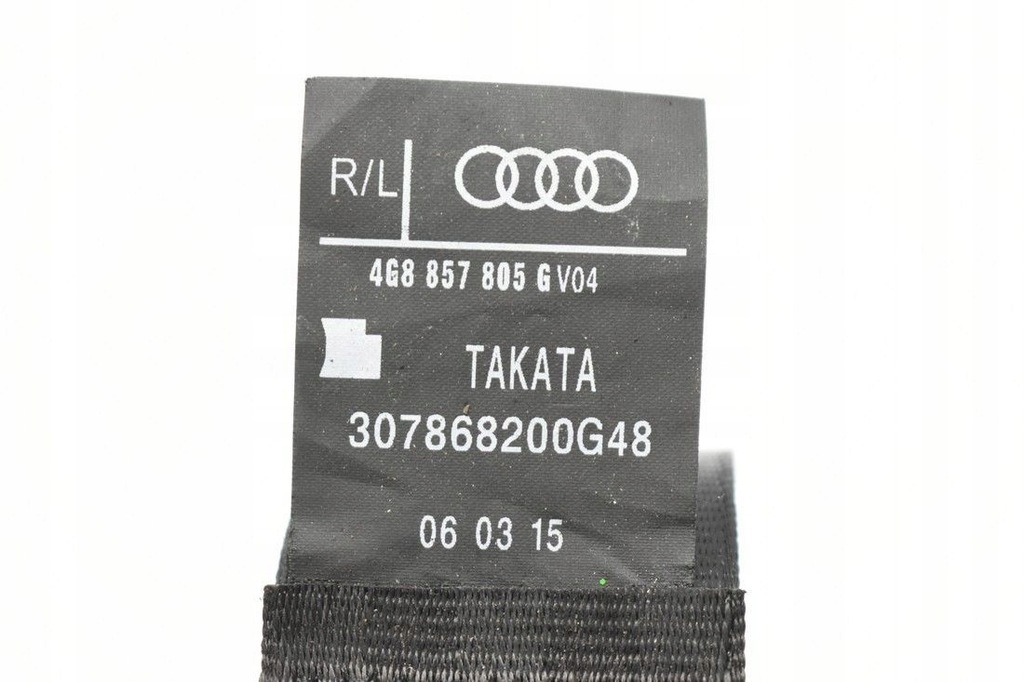 R/L
4G8 857 805 G V04
TAKATA
307868200G48
06 03 15